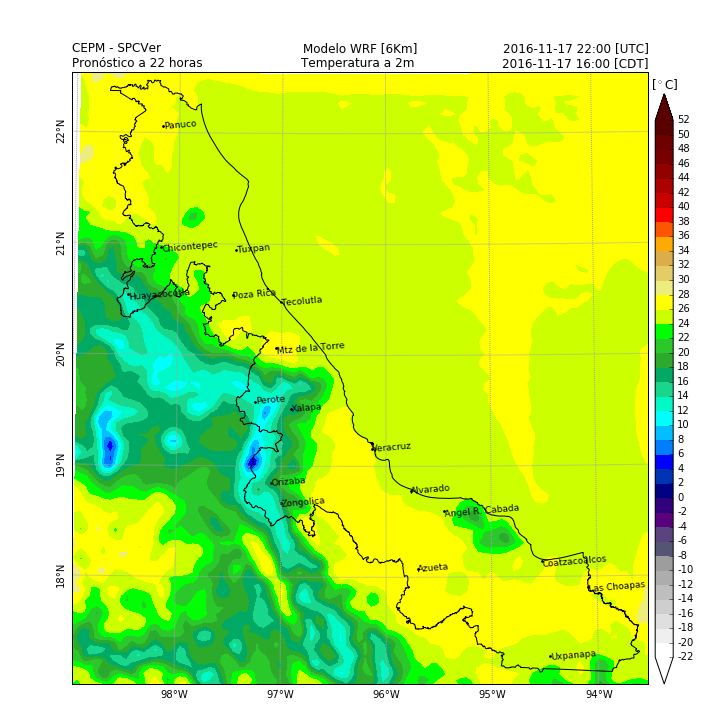 CEPM - SPCVer Modelo WRF [6Km] 2016-11-17 22:00 [UTC]
Pronóstico a 22 horas Temperatura a 2m 2016-11-17 16:00 [CDT]
[°C]
52
50
48
46
44
42
40
38
36
34
32
30
28
26
24
22
20
18
16
14
12
10
8
6
4
2
0
-2
-4
-6
-8
-10
-12
-14
-16
-18
-20
-22
22°N
21°N
20°N
19°N
18°N
Panuco
Chicontepec
Tuxpan
Huayacocotla
Poza Rica
Tecolutla
Mtz de la Torre
Perote
Xalapa
Veracruz
Orizaba
Alvarado
Zongolica
Angel R. Cabada
Azueta
Coatzacoalcos
Las Choapas
Uxpanapa
98°W 97°W 96°W 95°W 94°W